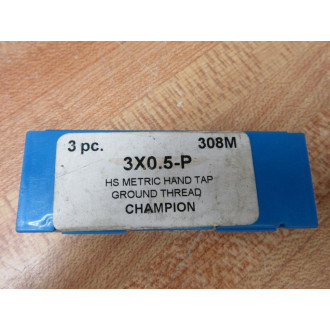 3 pc. 308M
3X0.5-P
HS METRIC HAND TAP
GROUND THREAD
CHAMPION